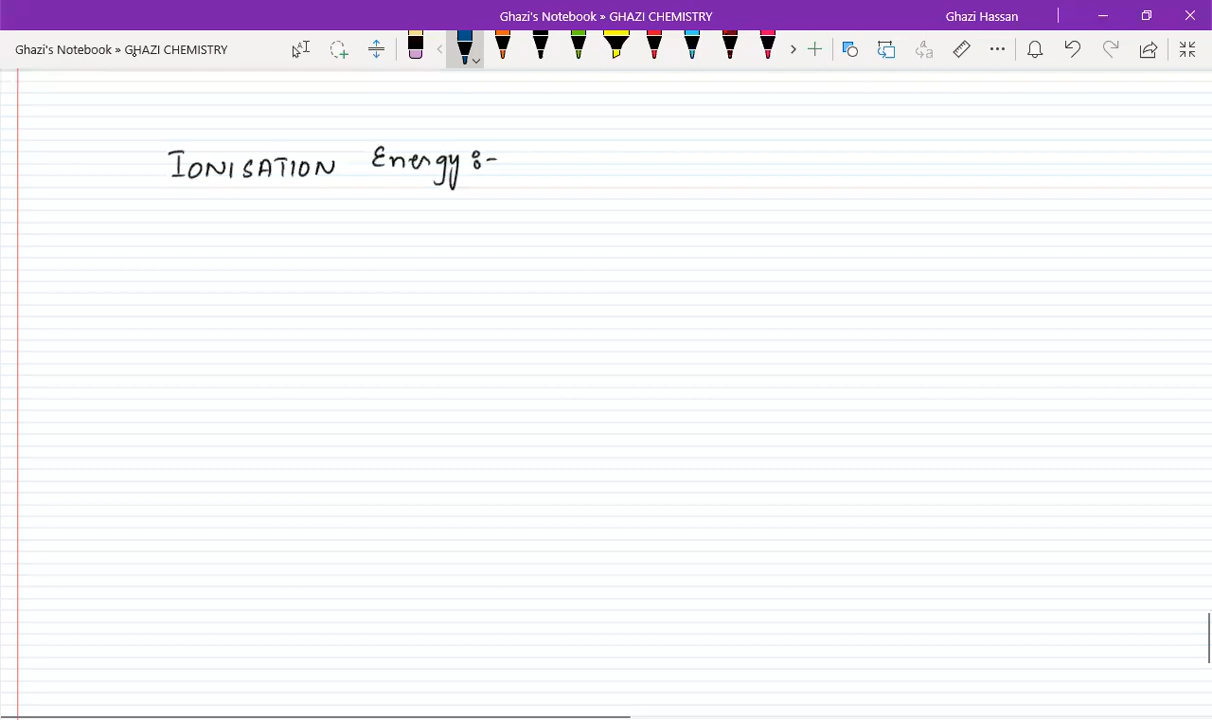 Ghazi's Notebook » GHAZI CHEMISTRY
Ghazi Hassan
Ghazi's Notebook » GHAZI CHEMISTRY
IONISATION Energy :-